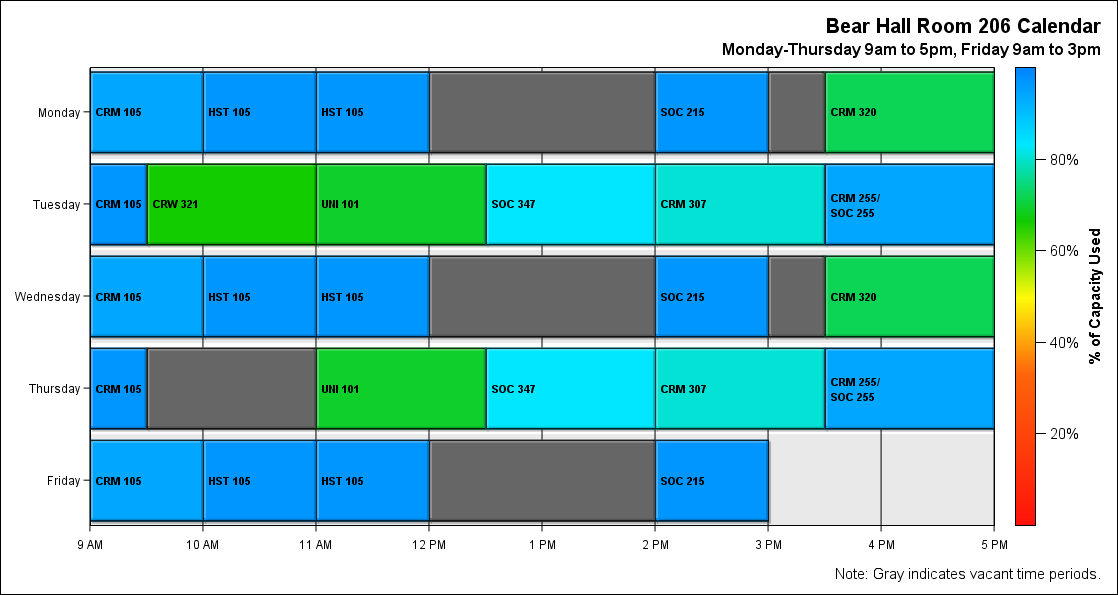 Bear Hall Room 206 Calendar
Monday-Thursday 9am to 5pm, Friday 9am to 3pm
Monday
CRM 105
HST 105
HST 105
SOC 215
CRM 320
Tuesday
CRM 105
CRW 321
UNI 101
SOC 347
CRM 307
CRM 255/
SOC 255
Wednesday
CRM 105
HST 105
HST 105
SOC 215
CRM 320
Thursday
CRM 105
UNI 101
SOC 347
CRM 307
CRM 255/
SOC 255
Friday
CRM 105
HST 105
HST 105
SOC 215
9 AM
10 AM
11 AM
12 PM
1 PM
2 PM
3 PM
4 PM
5 PM
80%
60%
40%
20%
% of Capacity Used
Note: Gray indicates vacant time periods.